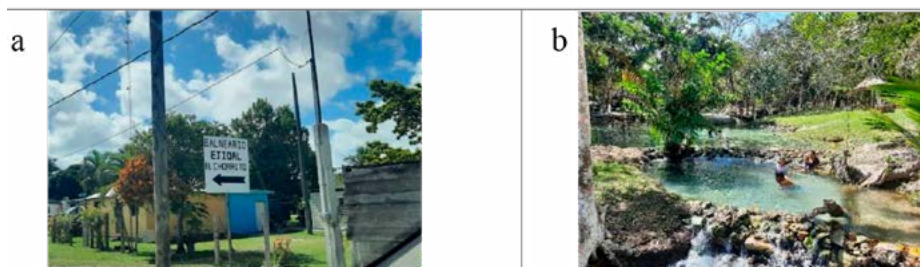 a
b
BALNEARIO
EJIDAL
EL CHORRITO